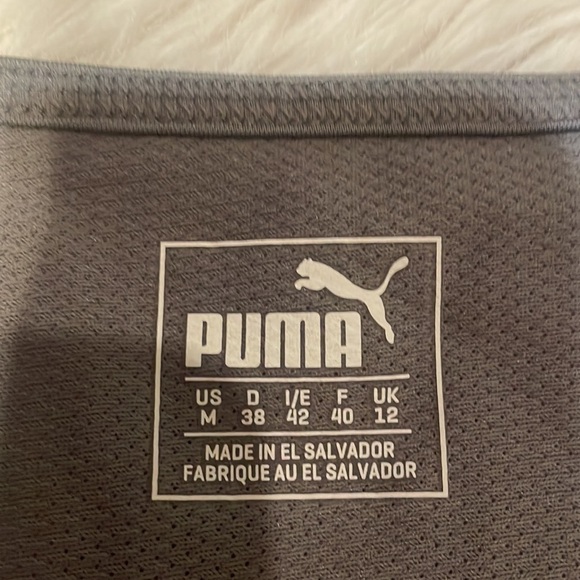 PUMA
US D I/E F UK
M 38 42 40 12
MADE IN EL SALVADOR
FABRIQUE AU EL SALVADOR